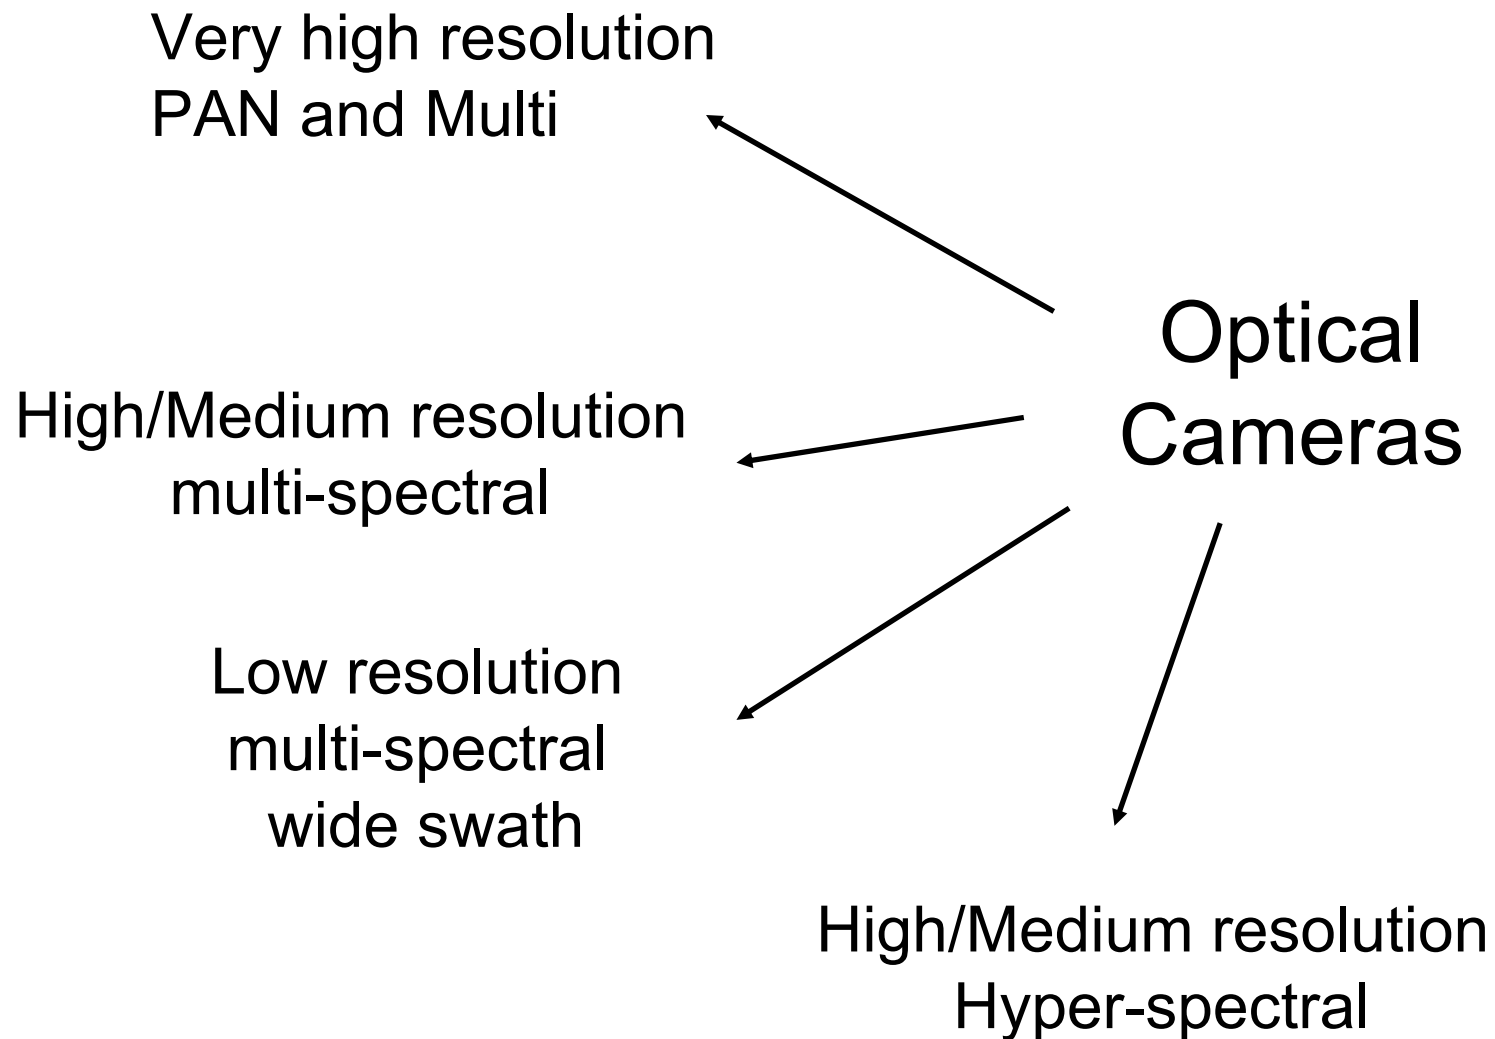 Very high resolution
PAN and Multi
Optical
Cameras
High/Medium resolution
multi-spectral
Low resolution
multi-spectral
wide swath
High/Medium resolution
Hyper-spectral